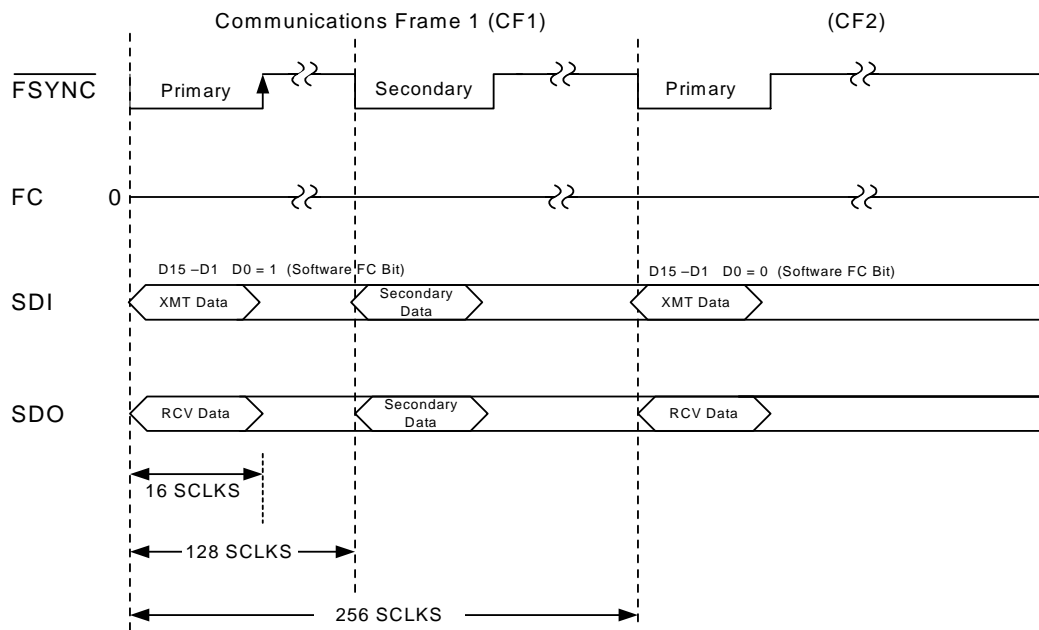 Communications Frame 1 (CF1) (CF2)
FSYNC Primary Secondary Primary
FC 0
D15 –D1 D0 = 1 (Software FC Bit) D15 –D1 D0 = 0 (Software FC Bit)
SDI XMT Data Secondary Data XMT Data
SDO RCV Data Secondary Data RCV Data
16 SCLKS
128 SCLKS
256 SCLKS